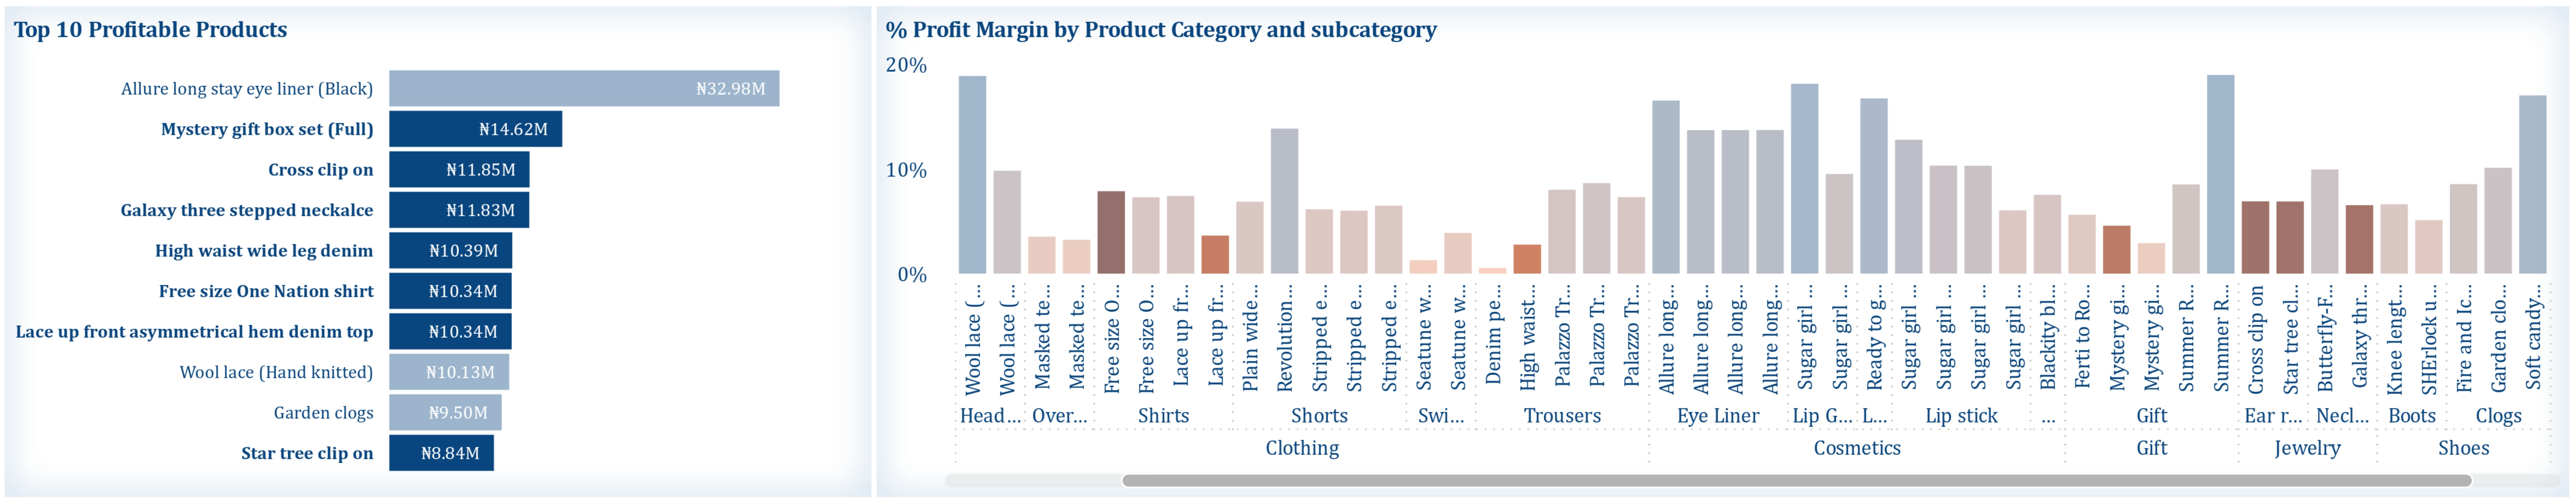 Top 10 Profitable Products
Allure long stay eye liner (Black)
₦32.98M
Mystery gift box set (Full)
₦14.62M
Cross clip on
₦11.85M
Galaxy three stepped neckalce
₦11.83M
High waist wide leg denim
₦10.39M
Free size One Nation shirt
₦10.34M
Lace up front asymmetrical hem denim top
₦10.34M
Wool lace (Hand knitted)
₦10.13M
Garden clogs
₦9.50M
Star tree clip on
₦8.84M
% Profit Margin by Product Category and subcategory
20%
10%
0%
Wool lace (...
Wool lace (...
Masked te...
Masked te...
Free size O...
Free size O...
Lace up fr...
Lace up fr...
Plain wide...
Revolution...
Stripped e...
Stripped e...
Stripped e...
Seatune w...
Seatune w...
Denim pe...
High waist...
Palazzo Tr...
Palazzo Tr...
Palazzo Tr...
Allure long...
Allure long...
Allure long...
Allure long...
Sugar girl ...
Sugar girl ...
Ready to g...
Sugar girl ...
Sugar girl ...
Sugar girl ...
Sugar girl ...
Blackity bl...
Ferti to Ro...
Mystery gi...
Mystery gi...
Summer R...
Summer R...
Cross clip on
Star tree cl...
Butterfly-F...
Galaxy thr...
Knee lengt...
SHErlock u...
Fire and Ic...
Garden clo...
Soft candy...
Head... Over... Shirts Shorts Swi... Trousers Eye Liner Lip G... L... Lip stick ... Gift Ear r... Necl... Boots Clogs
Clothing Cosmetics Gift Jewelry Shoes